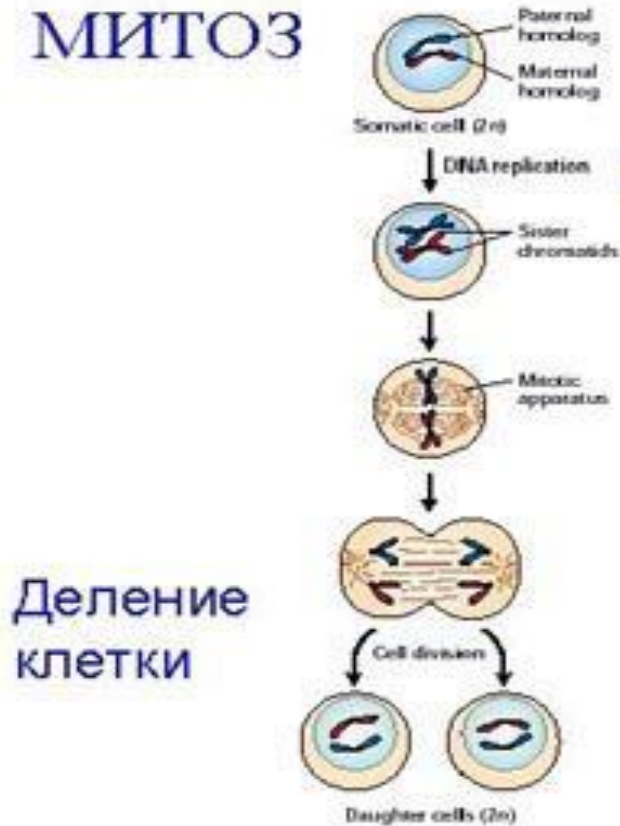 МИТОЗ
Paternal
homolog
Maternal
homolog
Somatic cell (2n)
DNA replication
Sister
chromatids
Mitotic
apparatus
Деление
клетки
Cell division
Daughter cells (2n)